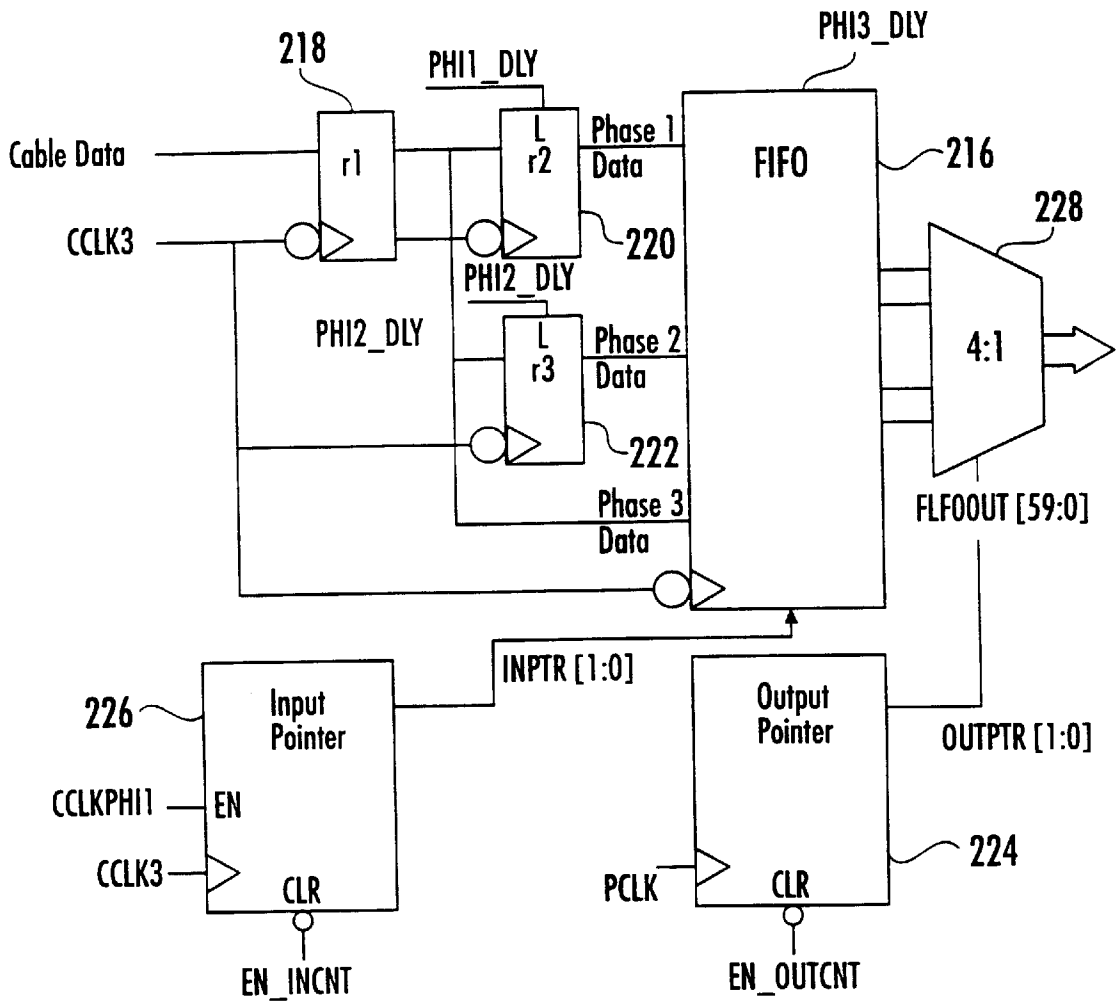 PHI3_DLY
218
PHI1_DLY
Cable Data
r1
L
r2
Phase 1
Data
FIFO
216
228
CCLK3
220
PHI2_DLY
PHI2_DLY
L
r3
Phase 2
Data
4:1
222
Phase 3
Data
FLFOOUT [59:0]
INPTR [1:0]
226
Input
Pointer
Output
Pointer
OUTPTR [1:0]
CCLKPHI1
EN
CCLK3
CLR
PCLK
CLR
224
EN_INCNT
EN_OUTCNT